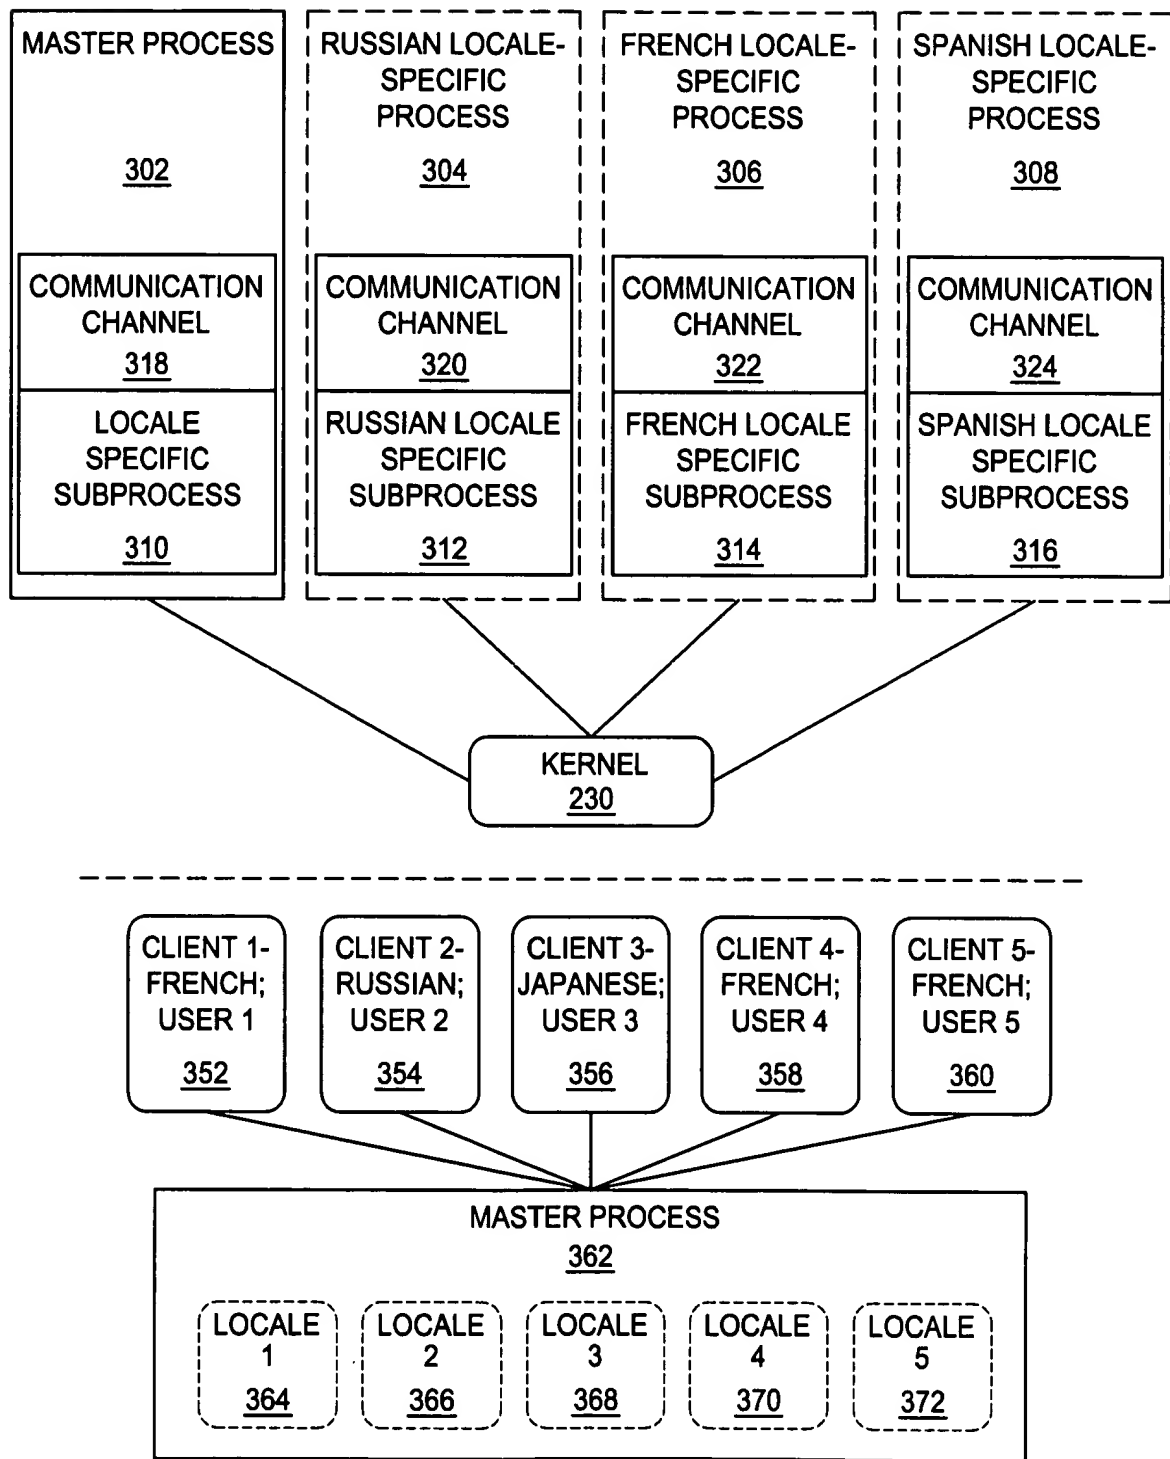 MASTER PROCESS
302
COMMUNICATION
CHANNEL
318
LOCALE
SPECIFIC
SUBPROCESS
310
RUSSIAN LOCALE-
SPECIFIC
PROCESS
304
COMMUNICATION
CHANNEL
320
RUSSIAN LOCALE
SPECIFIC
SUBPROCESS
312
FRENCH LOCALE-
SPECIFIC
PROCESS
306
COMMUNICATION
CHANNEL
322
FRENCH LOCALE
SPECIFIC
SUBPROCESS
314
SPANISH LOCALE-
SPECIFIC
PROCESS
308
COMMUNICATION
CHANNEL
324
SPANISH LOCALE
SPECIFIC
SUBPROCESS
316
KERNEL
230
CLIENT 1-
FRENCH;
USER 1
352
CLIENT 2-
RUSSIAN;
USER 2
354
CLIENT 3-
JAPANESE;
USER 3
356
CLIENT 4-
FRENCH;
USER 4
358
CLIENT 5-
FRENCH;
USER 5
360
MASTER PROCESS
362
LOCALE
1
364
LOCALE
2
366
LOCALE
3
368
LOCALE
4
370
LOCALE
5
372